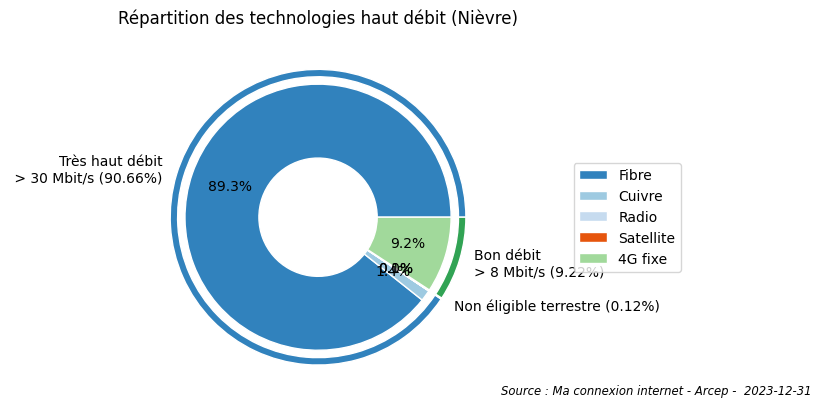 Répartition des technologies haut débit (Nièvre)
Très haut débit
> 30 Mbit/s (90.66%)
89.3%
9.2%
1.4%
Bon débit
> 8 Mbit/s (9.22%)
Non éligible terrestre (0.12%)
Fibre
Cuivre
Radio
Satellite
4G fixe
Source : Ma connexion internet - Arcep - 2023-12-31